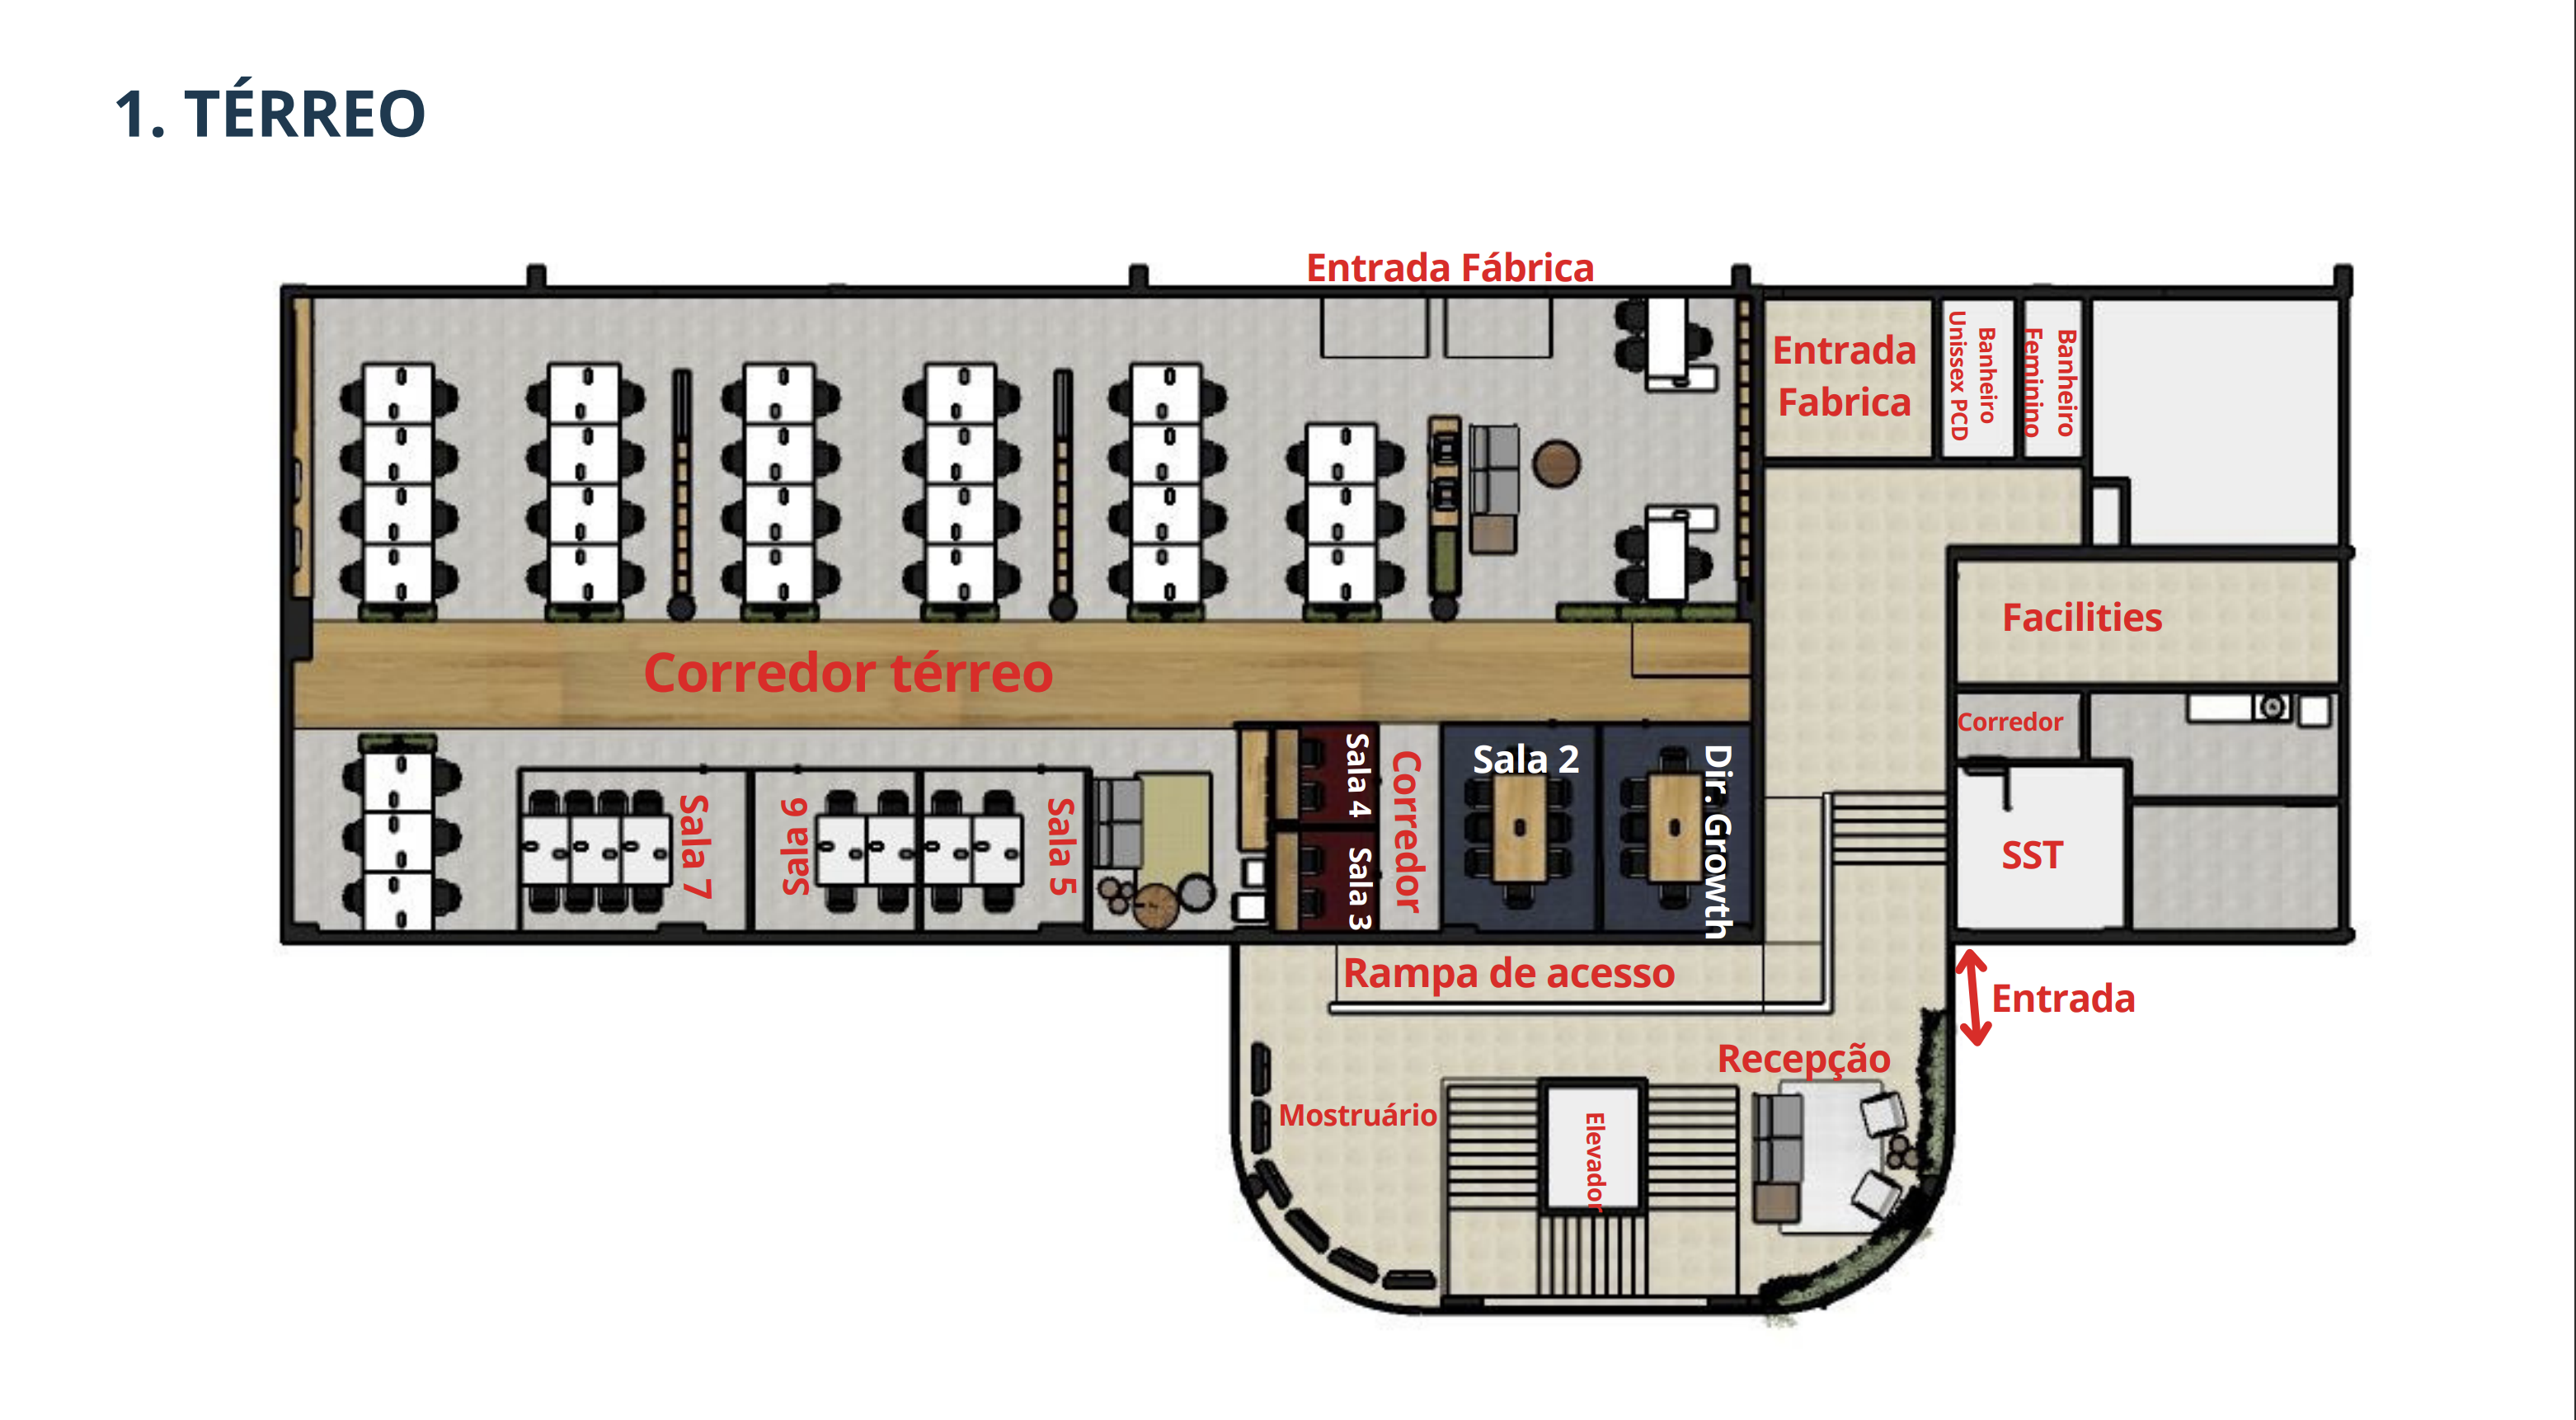 1. TÉRREO
Entrada Fábrica
Entrada
Fabrica
Banheiro
Unissex PCD
Banheiro
Feminino
Facilities
Corredor térreo
Corredor
Sala 7
Sala 6
Sala 5
Sala 4
Sala 3
Corredor
Sala 2
Dir. Growth
SST
Rampa de acesso
Entrada
Recepção
Mostruário
Elevador